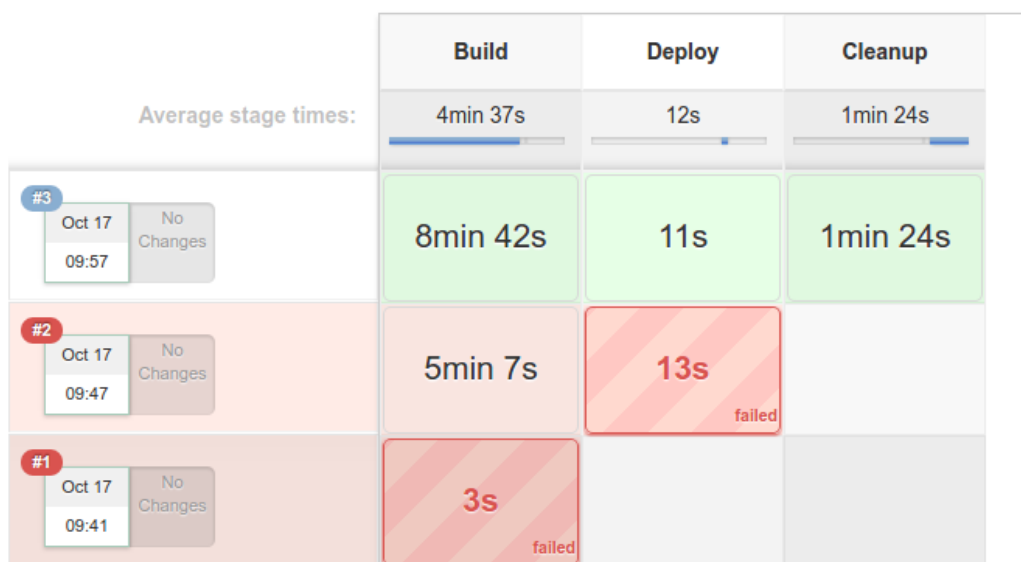 Build Deploy Cleanup
Average stage times: 4min 37s 12s 1min 24s
#3
Oct 17 No
Changes
09:57
8min 42s 11s 1min 24s
#2
Oct 17 No
Changes
09:47
5min 7s 13s
failed
#1
Oct 17 No
Changes
09:41
3s
failed